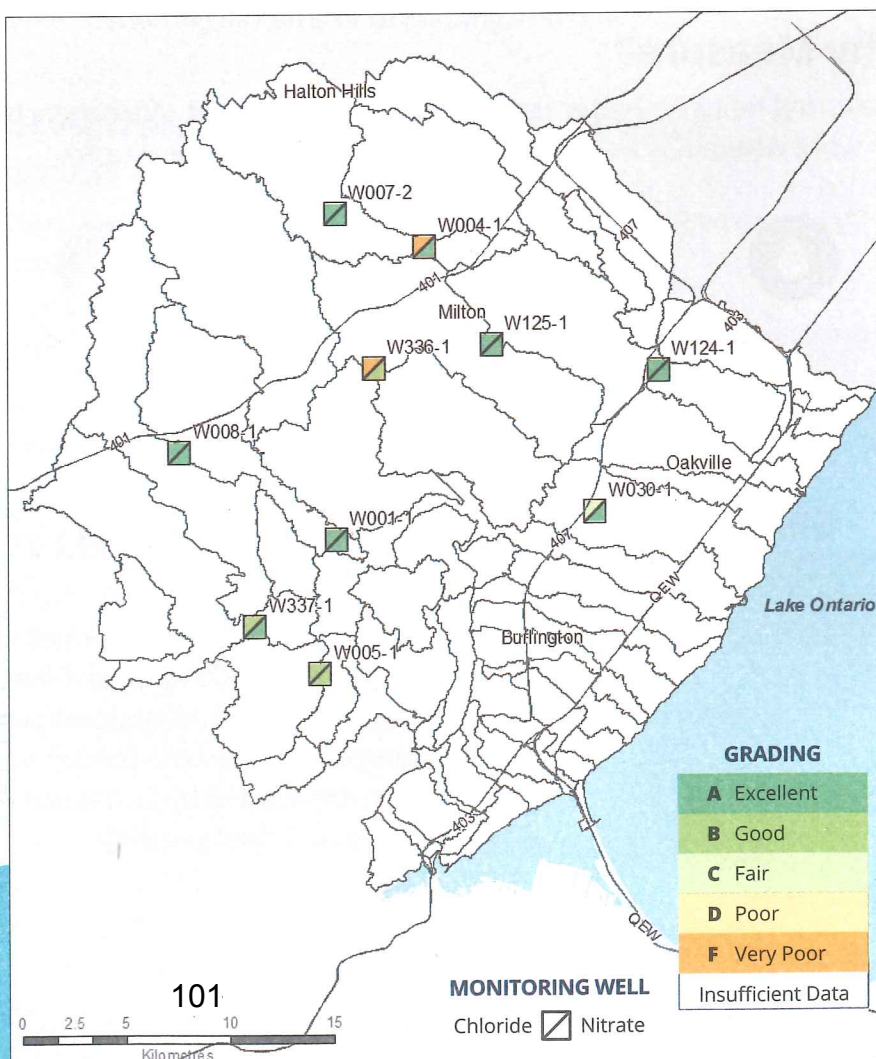 Halton Hills
W007-2
W004-1
407
401
Milton
W125-1
403
W336-1
W124-1
401
W008-1
Oakville
W030-1
W001-1
407
QEW
Lake Ontario
W337-1
Burlington
W005-1
GRADING
A Excellent
B Good
C Fair
D Poor
F Very Poor
Insufficient Data
403
QEW
101
MONITORING WELL
Chloride Nitrate
0 2.5 5 10 15
Kilometres